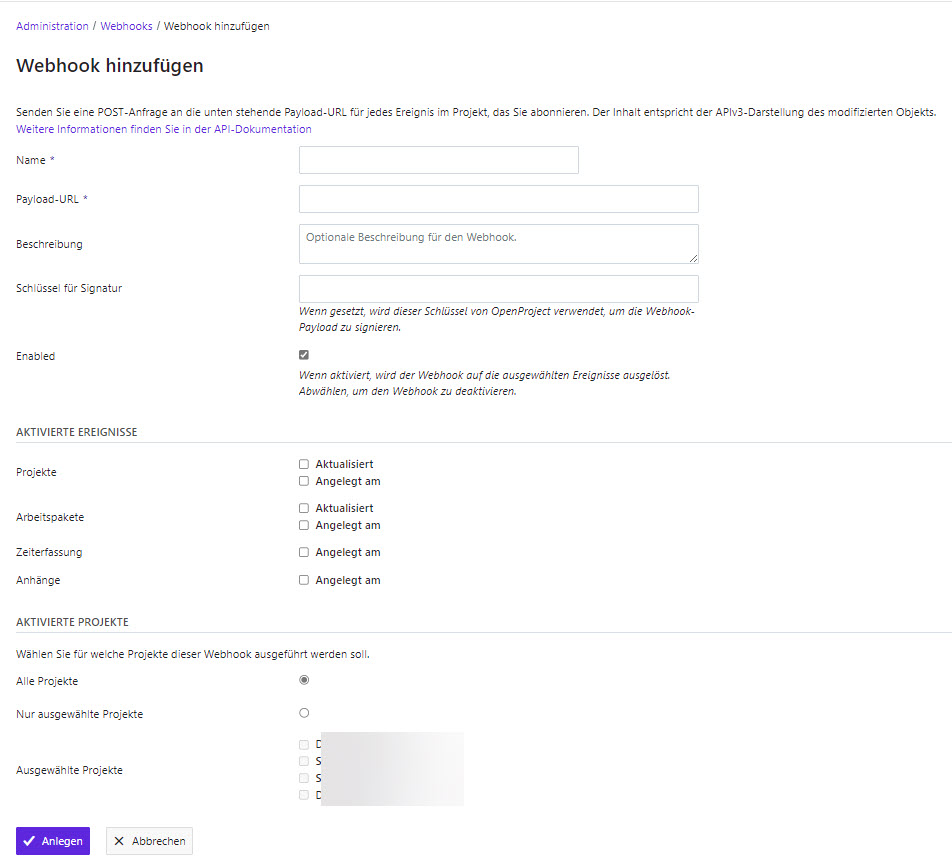 Administration / Webhooks / Webhook hinzufügen
Webhook hinzufügen
Senden Sie eine POST-Anfrage an die unten stehende Payload-URL für jedes Ereignis im Projekt, das Sie abonnieren. Der Inhalt entspricht der APIv3-Darstellung des modifizierten Objekts.
Weitere Informationen finden Sie in der API-Dokumentation
Name *
Payload-URL *
Beschreibung
Optionale Beschreibung für den Webhook.
Schlüssel für Signatur
Wenn gesetzt, wird dieser Schlüssel von OpenProject verwendet, um die Webhook-
Payload zu signieren.
Enabled
Wenn aktiviert, wird der Webhook auf die ausgewählten Ereignisse ausgelöst.
Abwählen, um den Webhook zu deaktivieren.
AKTIVIERTE EREIGNISSE
Projekte
Aktualisiert
Angelegt am
Arbeitspakete
Aktualisiert
Angelegt am
Zeiterfassung
Angelegt am
Anhänge
Angelegt am
AKTIVIERTE PROJEKTE
Wählen Sie für welche Projekte dieser Webhook ausgeführt werden soll.
Alle Projekte
Nur ausgewählte Projekte
Ausgewählte Projekte
Anlegen
Abbrechen